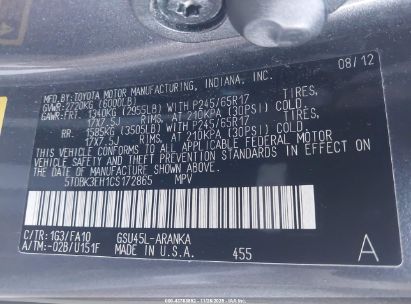 MFD. BY:
TOYOTA MOTOR MANUFACTURING, INDIANA, INC. 08/12
GVWR: 2720KG (6000LB)
GAWR: FRT. 1340KG (2955LB) WITH P245/65R17 TIRES,
17X7.5J RIMS, AT 210KPA (30PSI) COLD.
RR. 1585KG (3505LB) WITH P245/65R17 TIRES,
17X7.5J RIMS, AT 210KPA (30PSI) COLD.
THIS VEHICLE CONFORMS TO ALL APPLICABLE FEDERAL MOTOR
VEHICLE SAFETY AND THEFT PREVENTION STANDARDS IN EFFECT ON
THE DATE OF MANUFACTURE SHOWN ABOVE.
5TDBK3EH1CS172865 MPV
C/TR: 1G3/FA10 GSU45L-ARANKA
A/TM: -02B/U151F MADE IN U.S.A. 455 A